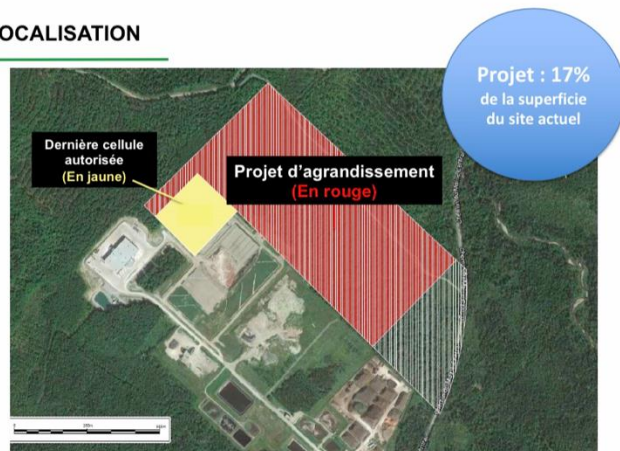 OCALISATION
Projet : 17%
de la superficie
du site actuel
Dernière cellule
autorisée
(En jaune)
Projet d'agrandissement
(En rouge)